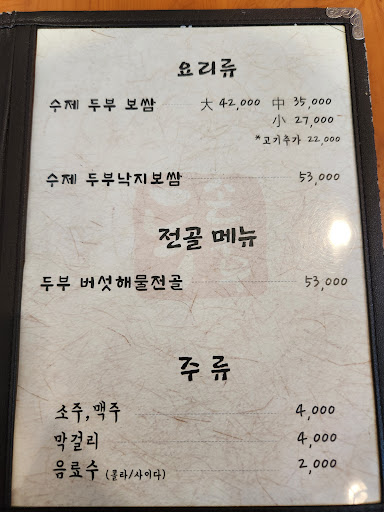 요리류
수제 두부 보쌈 大 42,000 中 35,000
小 27,000
*고기추가 22,000
수제 두부낙지보쌈 53,000
전골 메뉴
두부 버섯해물전골 53,000
주 류
소주,맥주 4,000
막걸리 4,000
음료수 (콜라/사이다) 2,000